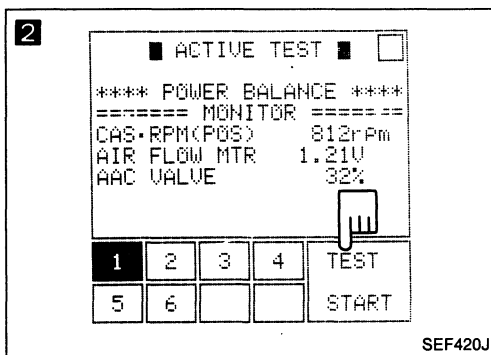 2
■ ACTIVE TEST ■
**** POWER BALANCE ****
======= MONITOR =======
CAS•RPM(POS) 812rpm
AIR FLOW MTR 1.21V
AAC VALVE 32%
1 2 3 4 TEST
5 6 START
SEF420J